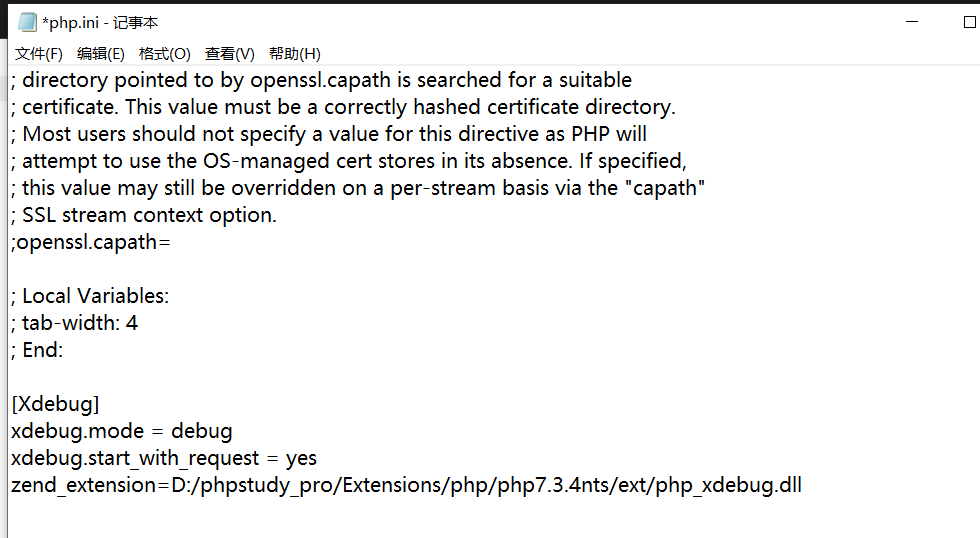 *php.ini - 记事本
文件(F) 编辑(E) 格式(O) 查看(V) 帮助(H)
; directory pointed to by openssl.capath is searched for a suitable
; certificate. This value must be a correctly hashed certificate directory.
; Most users should not specify a value for this directive as PHP will
; attempt to use the OS-managed cert stores in its absence. If specified,
; this value may still be overridden on a per-stream basis via the "capath"
; SSL stream context option.
;openssl.capath=
; Local Variables:
; tab-width: 4
; End:
[Xdebug]
xdebug.mode = debug
xdebug.start_with_request = yes
zend_extension=D:/phpstudy_pro/Extensions/php/php7.3.4nts/ext/php_xdebug.dll